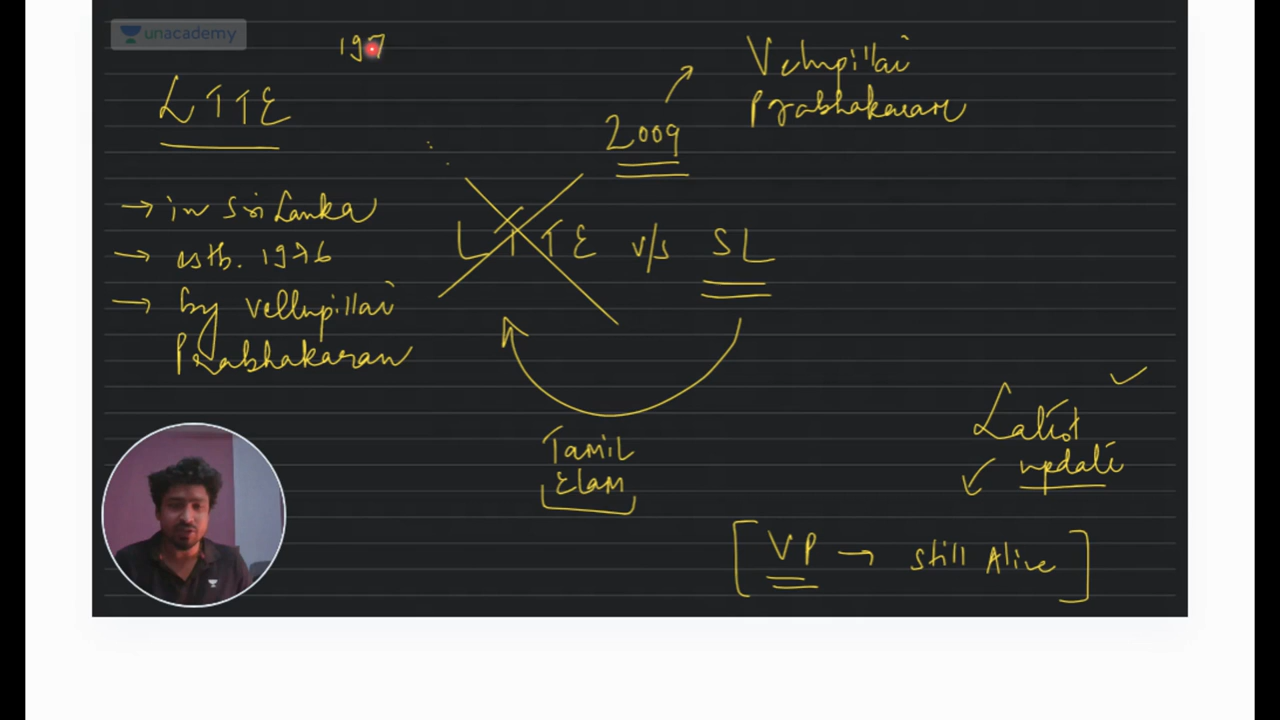 unacademy
197
LTTE
→ in Sri Lanka
→ estb. 1976
→ by Vellupillai
Prabhakaran
2009
Velupillai
Prabhakaran
LTTE v/s SL
Tamil
Elam
Latest
update
[VP → Still Alive]